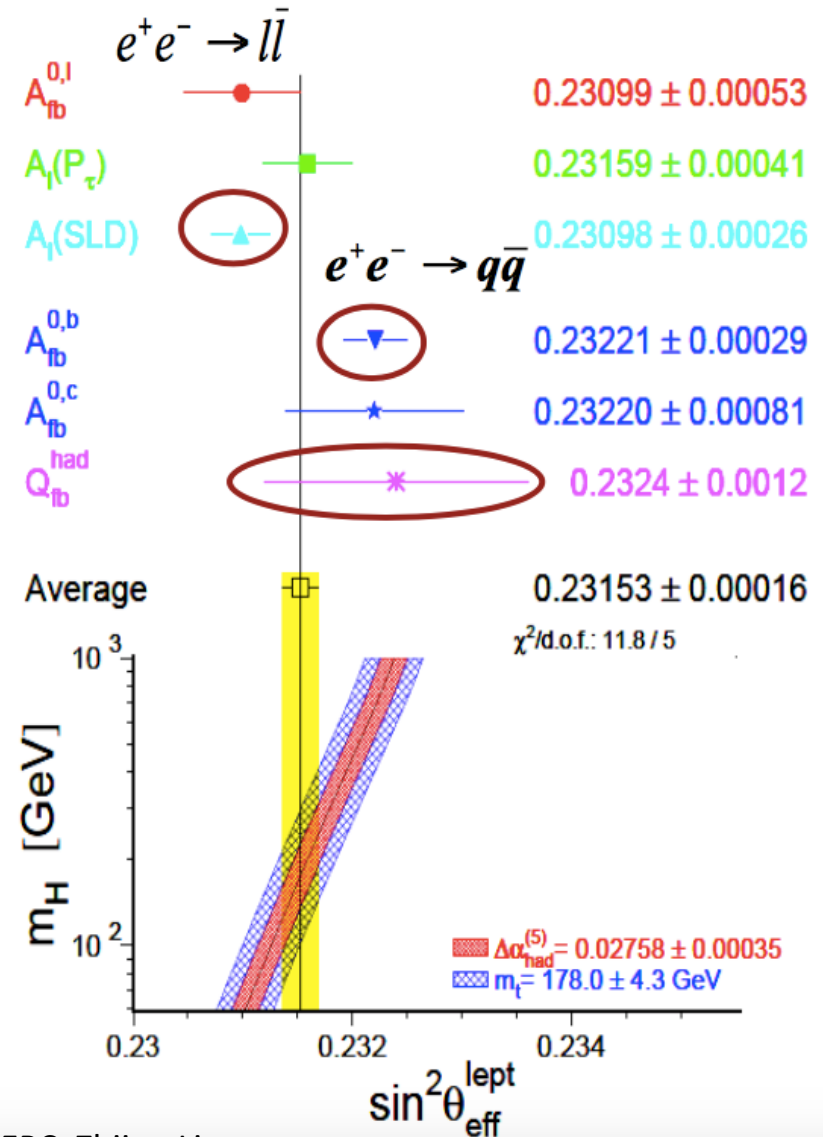 e⁺e⁻ → ll̄
A_fb^0,l 0.23099 ± 0.00053
A_l(P_τ) 0.23159 ± 0.00041
A_l(SLD) 0.23098 ± 0.00026
e⁺e⁻ → qq̄
A_fb^0,b 0.23221 ± 0.00029
A_fb^0,c 0.23220 ± 0.00081
Q_fb^had 0.2324 ± 0.0012
Average 0.23153 ± 0.00016
χ²/d.o.f.: 11.8 / 5
10³
m_H [GeV]
10²
Δα_had^(5) = 0.02758 ± 0.00035
m_t = 178.0 ± 4.3 GeV
0.23 0.232 0.234
sin²θ_eff^lept